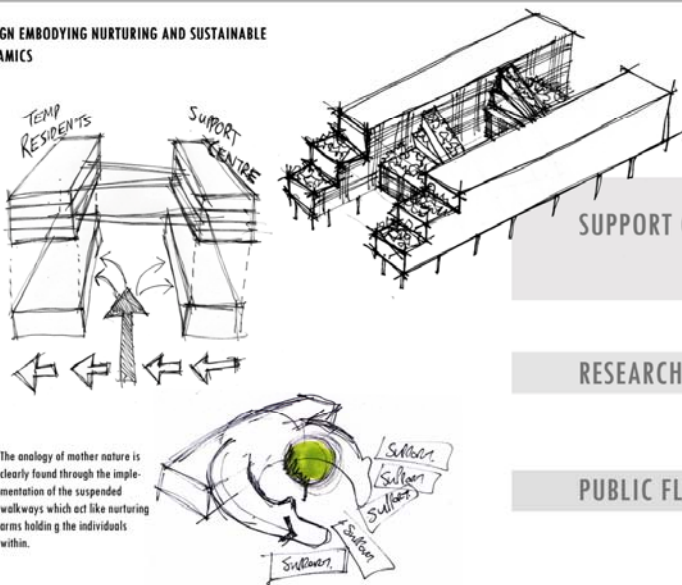 GN EMBODYING NURTURING AND SUSTAINABLE
AMICS
TEMP
RESIDENTS
SUPPORT
CENTRE
SUPPORT
RESEARCH
PUBLIC FL
The analogy of mother nature is
clearly found through the imple-
mentation of the suspended
walkways which act like nurturing
arms holdin g the individuals
within.
Support
Support
Support
Support
Support